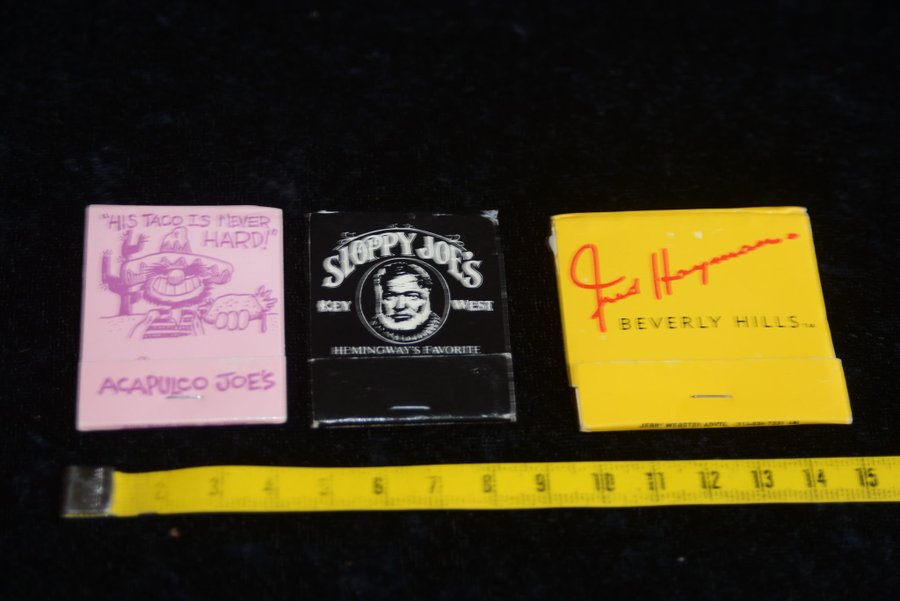 "HIS TACO IS NEVER
HARD!"
ACAPULCO JOE'S
SLOPPY JOE'S
KEY WEST
HEMINGWAY'S FAVORITE
Fred Hayman
BEVERLY HILLS™
2 3 4 5 6 7 8 9 10 11 12 13 14 15